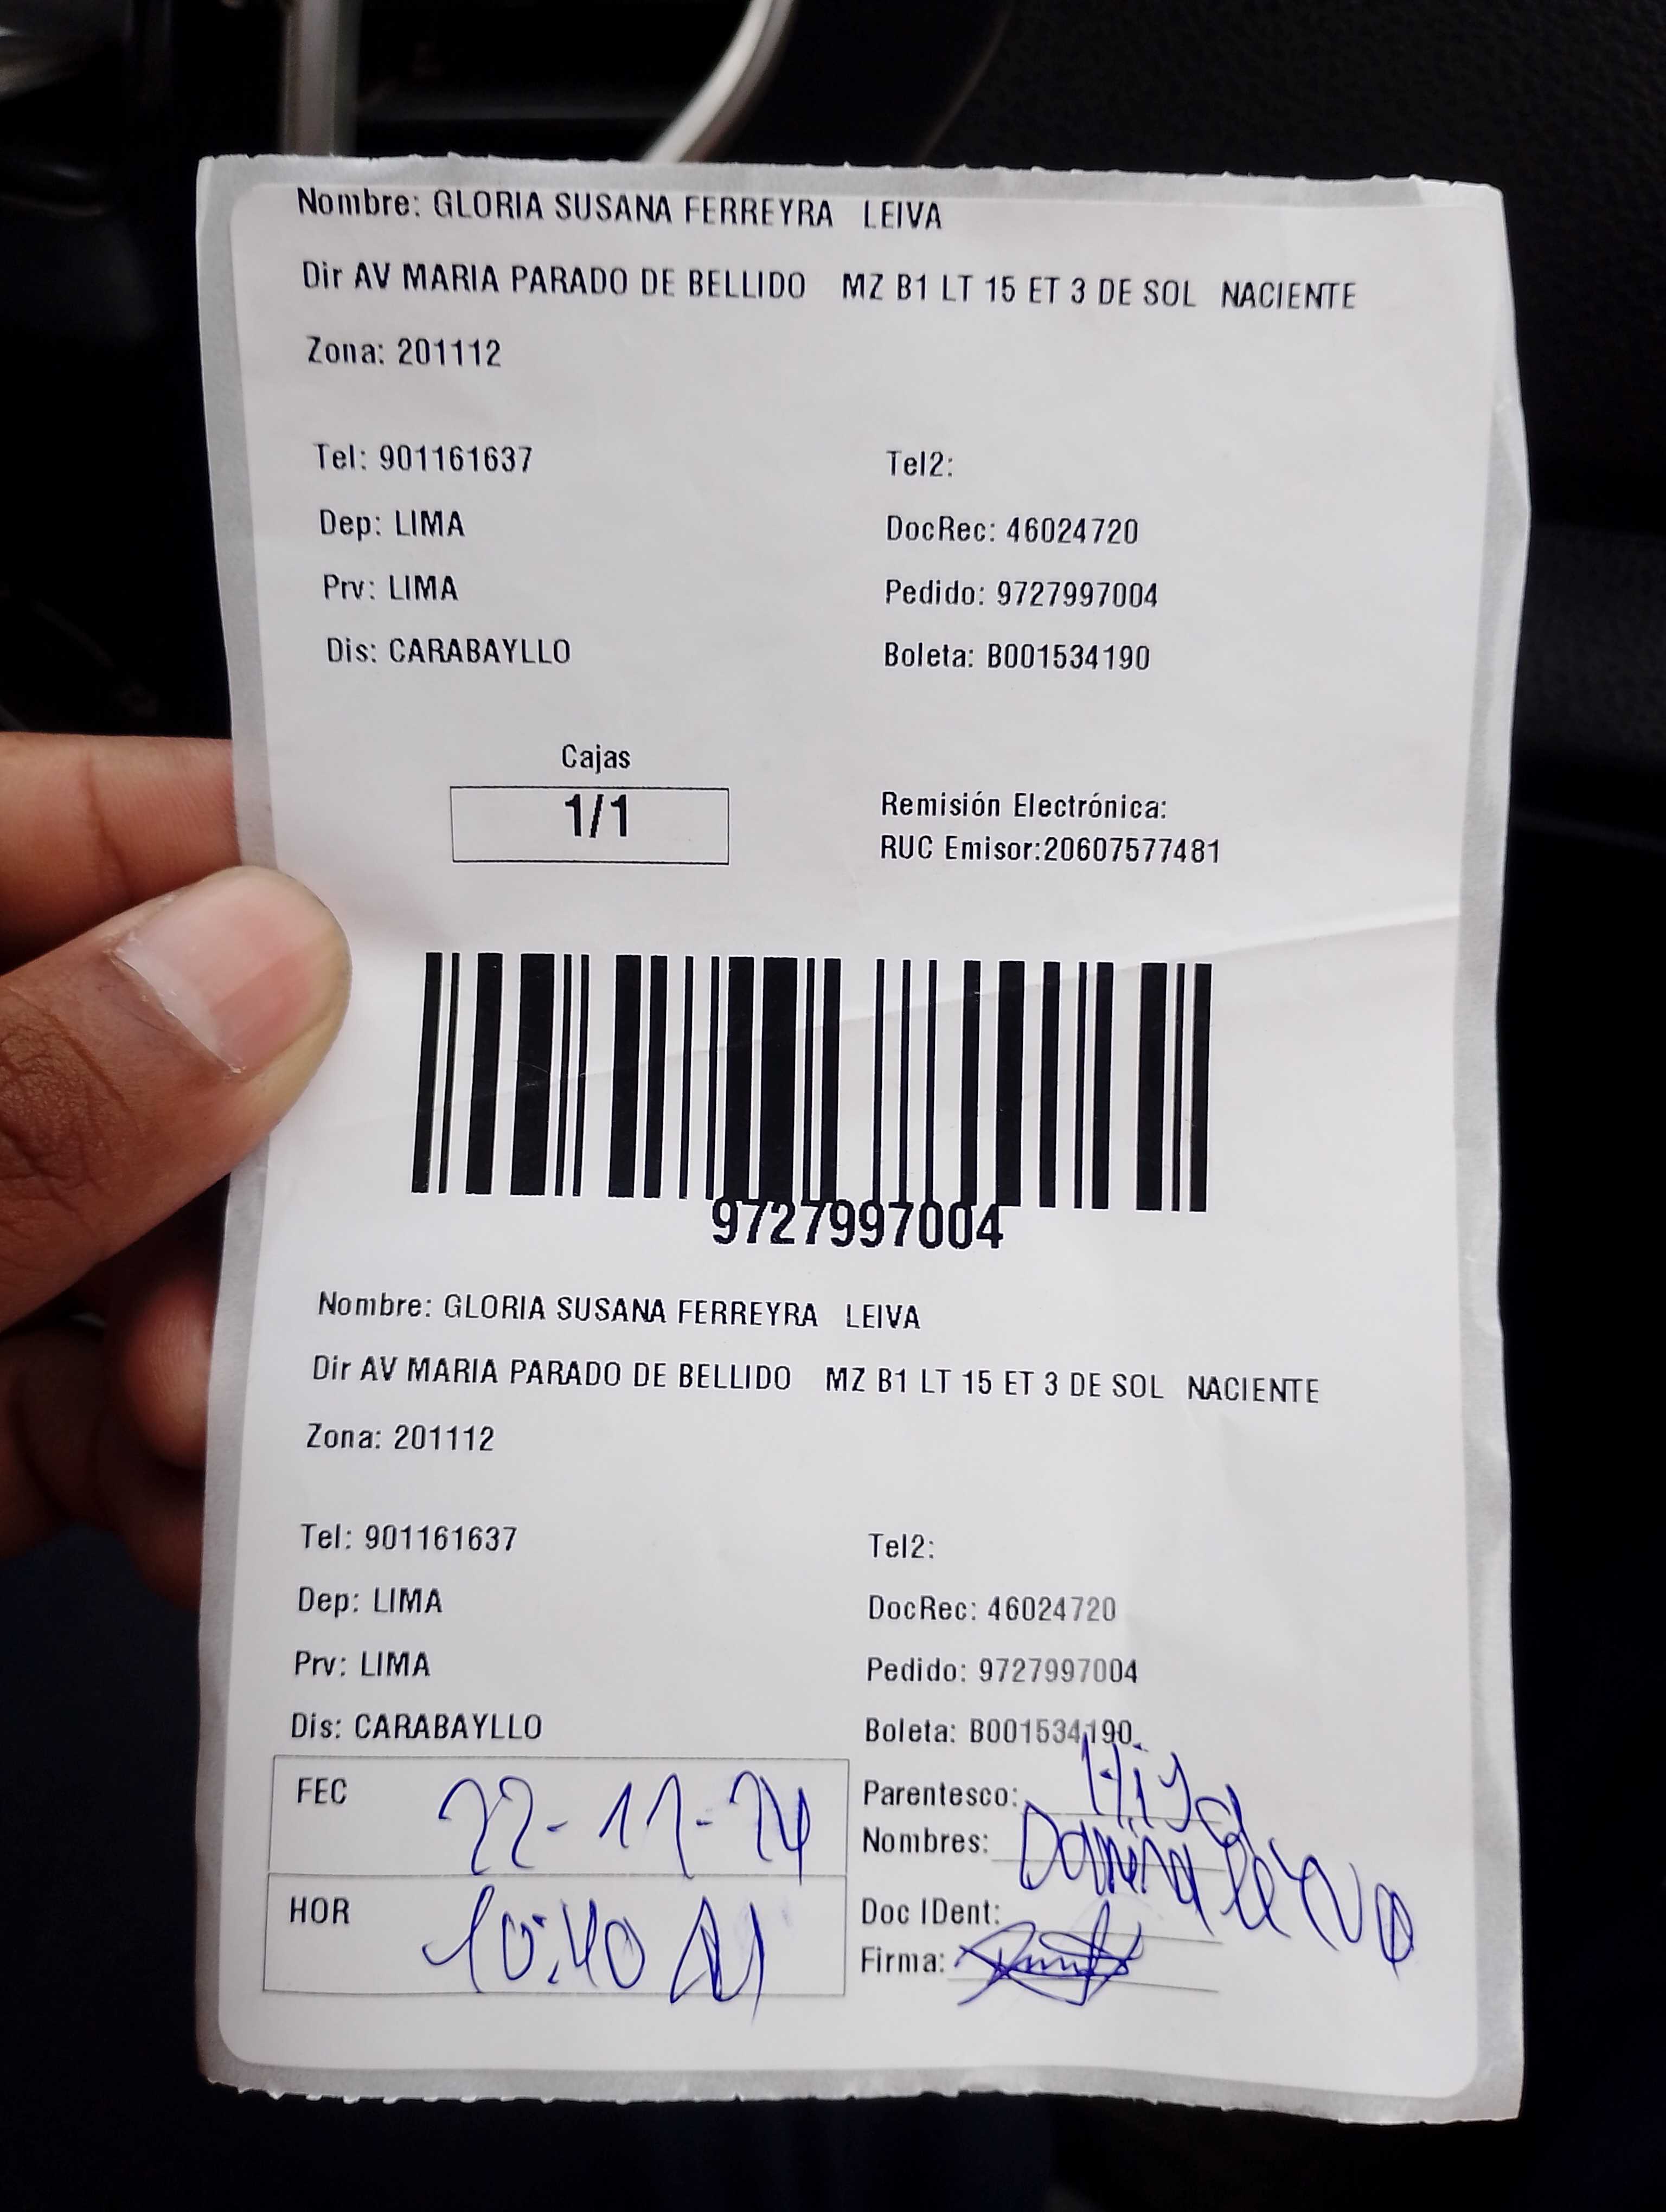 Nombre: GLORIA SUSANA FERREYRA LEIVA
Dir AV MARIA PARADO DE BELLIDO MZ B1 LT 15 ET 3 DE SOL NACIENTE
Zona: 201112
Tel: 901161637 Tel2:
Dep: LIMA DocRec: 46024720
Prv: LIMA Pedido: 9727997004
Dis: CARABAYLLO Boleta: B001534190
Cajas
1/1
Remisión Electrónica:
RUC Emisor:20607577481
9727997004
Nombre: GLORIA SUSANA FERREYRA LEIVA
Dir AV MARIA PARADO DE BELLIDO MZ B1 LT 15 ET 3 DE SOL NACIENTE
Zona: 201112
Tel: 901161637 Tel2:
Dep: LIMA DocRec: 46024720
Prv: LIMA Pedido: 9727997004
Dis: CARABAYLLO Boleta: B001534190
FEC 22-11-24
HOR 10:40 AM
Parentesco: Hija
Nombres:
Doc IDent:
Firma: